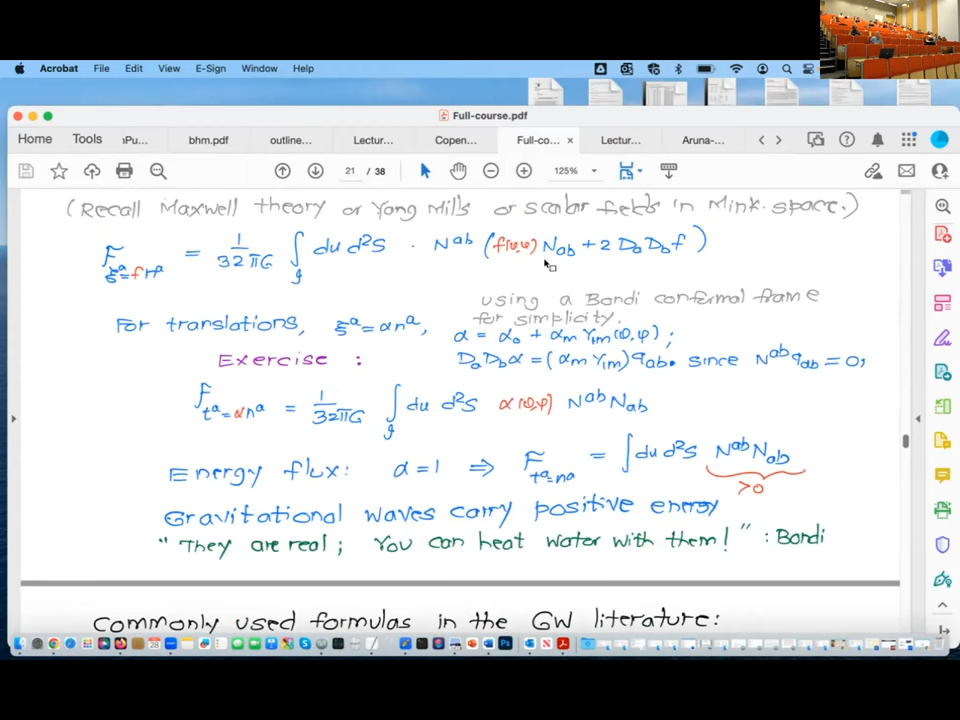 Acrobat File Edit View E-Sign Window Help
Full-course.pdf
Home Tools ıPu... bhm.pdf outline... Lectur... Copen... Full-co... × Lectur... Aruna-...
21 / 38 125%
(Recall Maxwell theory or Yang Mills or scalar fields in Mink. space.)
F_{ξ^a = f n^a} = 1/32πG ∫_𝓘 du d²S · N^{ab} (f(θ,φ) N_{ab} + 2 D_a D_b f)
using a Bondi conformal frame
for simplicity.
For translations, ξ^a = α n^a, α = α_0 + α_m Y_{1m}(θ,φ);
Exercise : D_a D_b α = (α_m Y_{1m}) q_{ab}. since N^{ab} q_{ab} = 0,
F_{t^a = α n^a} = 1/32πG ∫_𝓘 du d²S α(θ,φ) N^{ab} N_{ab}
Energy flux: α = 1 ⟹ F_{t^a = n^a} = ∫ du d²S N^{ab} N_{ab}
>0
Gravitational waves carry positive energy
"They are real; You can heat water with them!" : Bondi
Commonly used formulas in the GW literature: